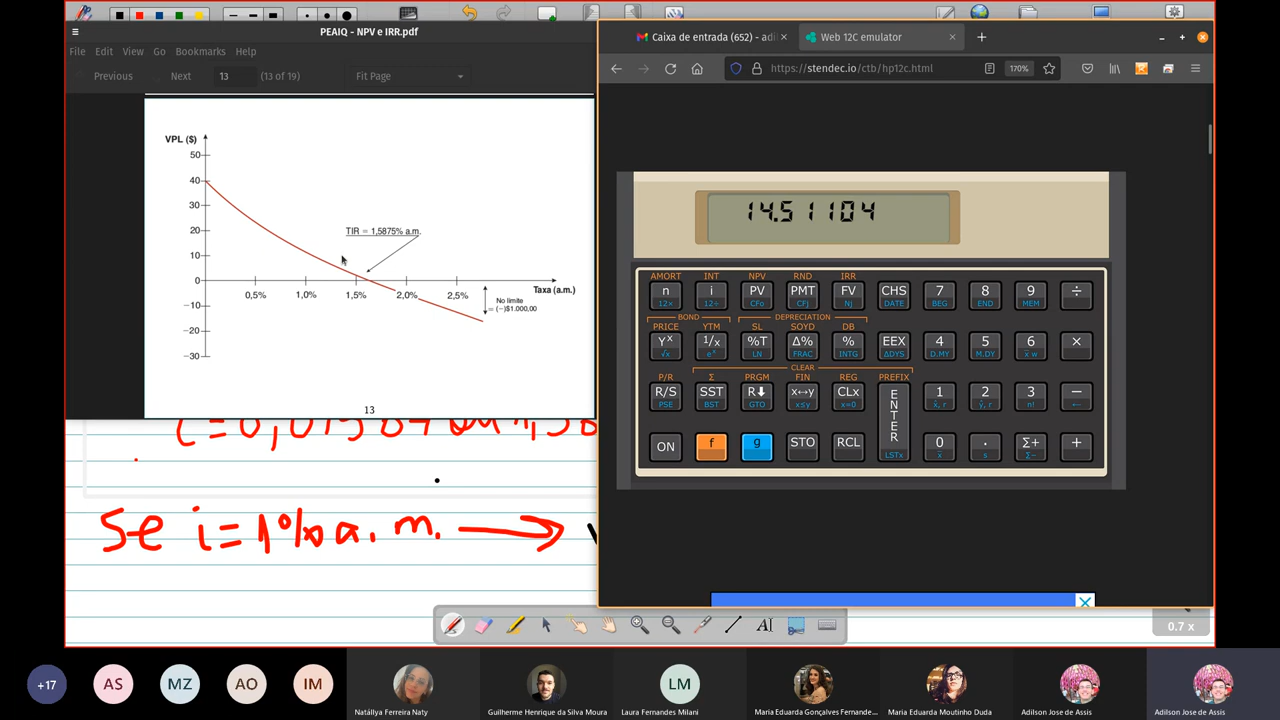 PEAIQ - NPV e IRR.pdf
File Edit View Go Bookmarks Help
Previous Next 13 (13 of 19) Fit Page
VPL ($)
50
40
30
20
10
0
−10
−20
−30
TIR = 1,5875% a.m.
0,5% 1,0% 1,5% 2,0% 2,5%
Taxa (a.m.)
No limite
= (−)$1.000,00
13
Se i=1% a.m.
Caixa de entrada (652) - adi
Web 12C emulator
https://stendec.io/ctb/hp12c.html 170%
14.51104
AMORT INT NPV RND IRR
n i PV PMT FV CHS 7 8 9 ÷
12× 12÷ CFo CFj Nj DATE BEG END MEM
BOND DEPRECIATION
PRICE YTM SL SOYD DB
Yˣ 1/x %T Δ% % EEX 4 5 6 ×
√x eˣ LN FRAC INTG ΔDYS D.MY M.DY x̄ w
CLEAR
P/R Σ PRGM FIN REG PREFIX
R/S SST R⬇ x↔y CLx ENTER 1 2 3 −
PSE BST GTO x≤y x=0 x̂, r ŷ, r n! ←
ON f g STO RCL 0 . Σ+ +
LSTx x̄ s Σ−
0.7 x
+17 AS MZ AO IM LM
Natállya Ferreira Naty
Guilherme Henrique da Silva Moura
Laura Fernandes Milani
Maria Eduarda Gonçalves Fernande...
Maria Eduarda Moutinho Duda
Adilson Jose de Assis
Adilson Jose de Assis